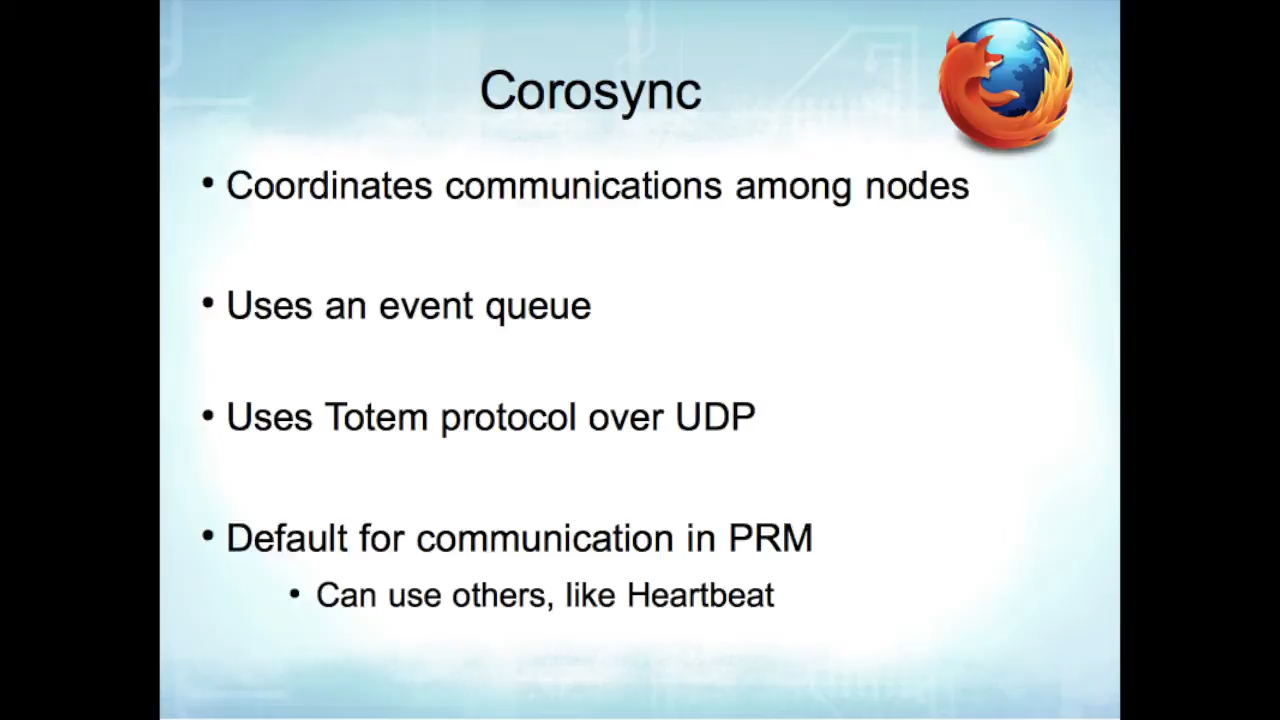 Corosync
• Coordinates communications among nodes
• Uses an event queue
• Uses Totem protocol over UDP
• Default for communication in PRM
• Can use others, like Heartbeat